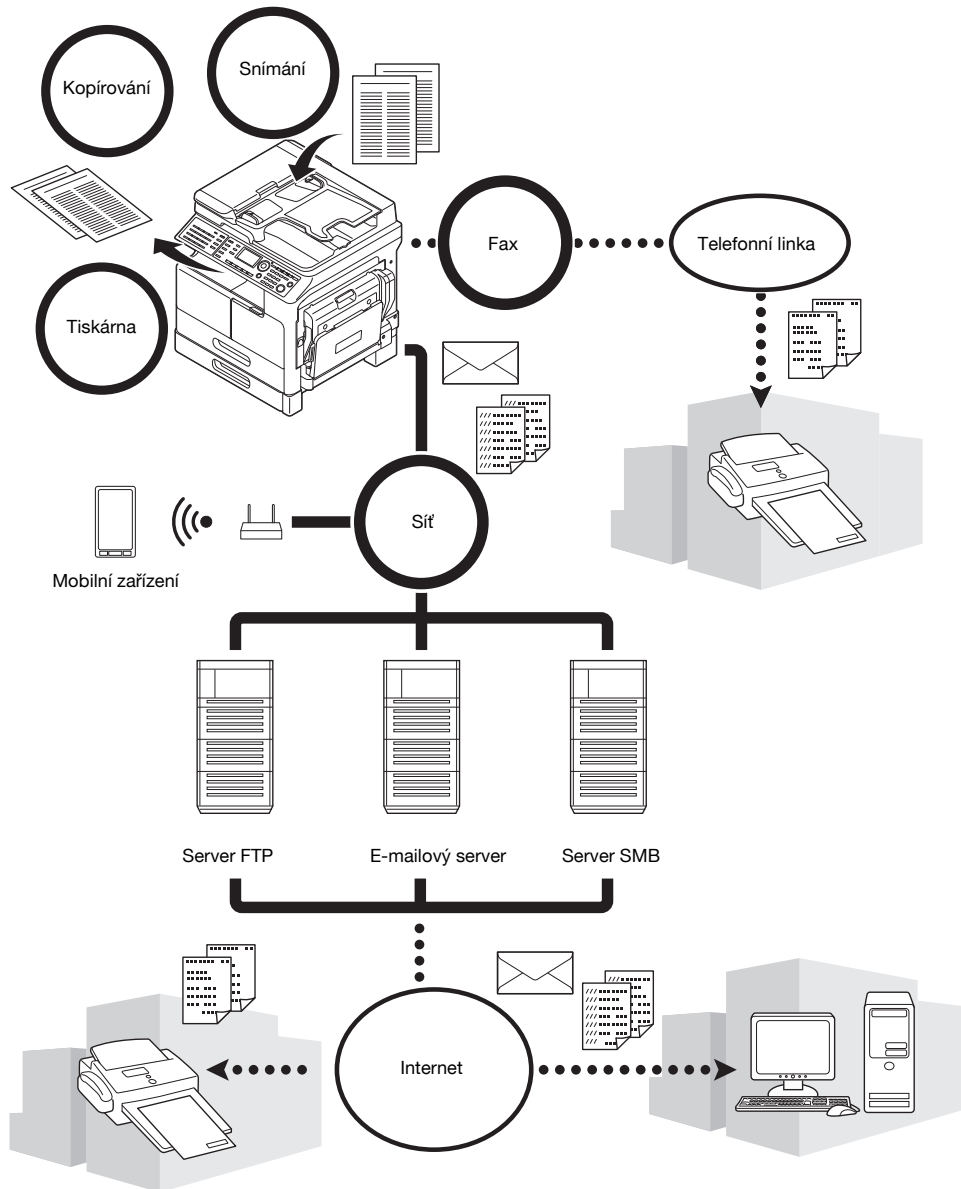 Snímání
Kopírování
Fax
Telefonní linka
Tiskárna
Síť
Mobilní zařízení
Server FTP
E-mailový server
Server SMB
Internet